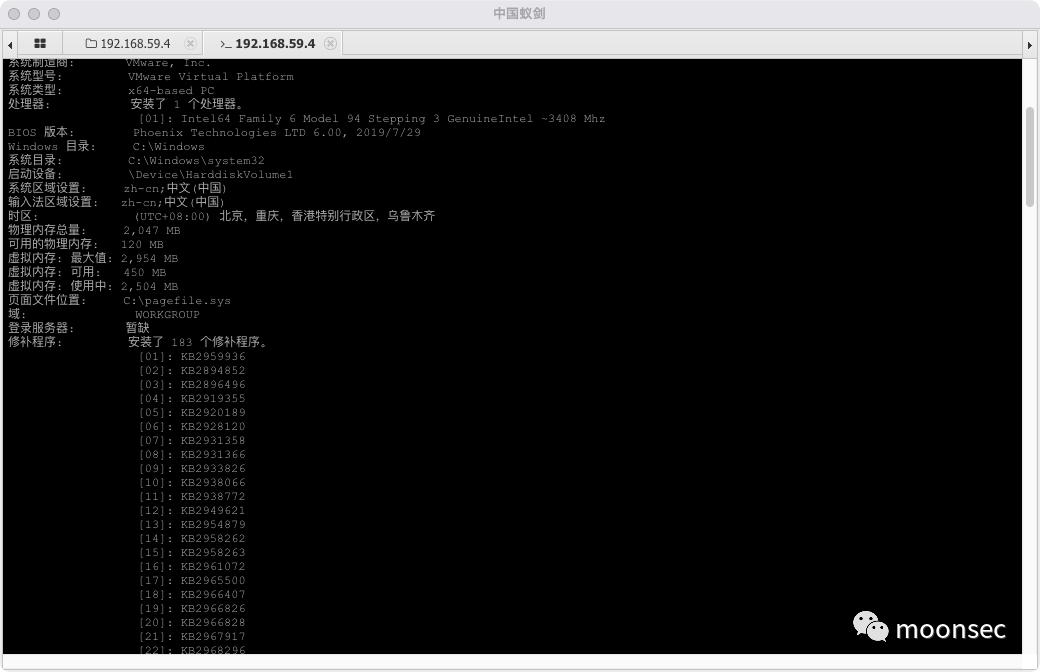 中国蚁剑
192.168.59.4
>_ 192.168.59.4
系统制造商: VMware, Inc.
系统型号: VMware Virtual Platform
系统类型: x64-based PC
处理器: 安装了 1 个处理器。
[01]: Intel64 Family 6 Model 94 Stepping 3 GenuineIntel ~3408 Mhz
BIOS 版本: Phoenix Technologies LTD 6.00, 2019/7/29
Windows 目录: C:\Windows
系统目录: C:\Windows\system32
启动设备: \Device\HarddiskVolume1
系统区域设置: zh-cn;中文(中国)
输入法区域设置: zh-cn;中文(中国)
时区: (UTC+08:00) 北京，重庆，香港特别行政区，乌鲁木齐
物理内存总量: 2,047 MB
可用的物理内存: 120 MB
虚拟内存: 最大值: 2,954 MB
虚拟内存: 可用: 450 MB
虚拟内存: 使用中: 2,504 MB
页面文件位置: C:\pagefile.sys
域: WORKGROUP
登录服务器: 暂缺
修补程序: 安装了 183 个修补程序。
[01]: KB2959936
[02]: KB2894852
[03]: KB2896496
[04]: KB2919355
[05]: KB2920189
[06]: KB2928120
[07]: KB2931358
[08]: KB2931366
[09]: KB2933826
[10]: KB2938066
[11]: KB2938772
[12]: KB2949621
[13]: KB2954879
[14]: KB2958262
[15]: KB2958263
[16]: KB2961072
[17]: KB2965500
[18]: KB2966407
[19]: KB2966826
[20]: KB2966828
[21]: KB2967917
[22]: KB2968296
moonsec